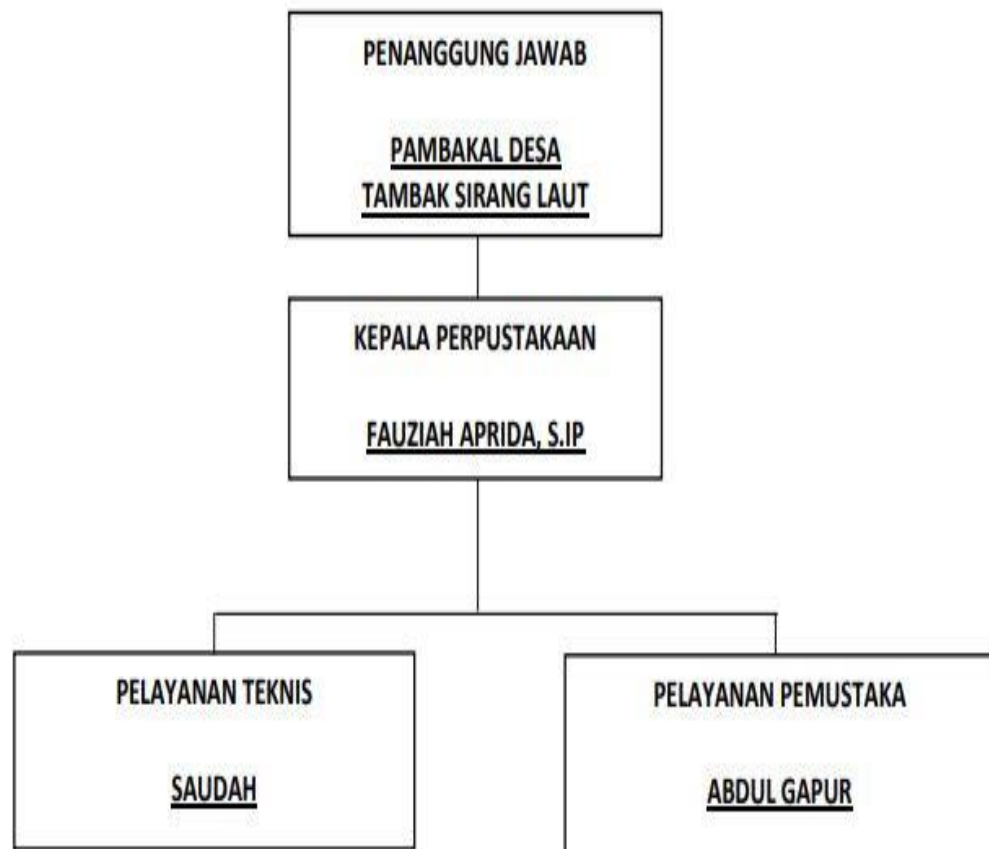 PENANGGUNG JAWAB
PAMBAKAL DESA
TAMBAK SIRANG LAUT
KEPALA PERPUSTAKAAN
FAUZIAH APRIDA, S.IP
PELAYANAN TEKNIS
SAUDAH
PELAYANAN PEMUSTAKA
ABDUL GAPUR